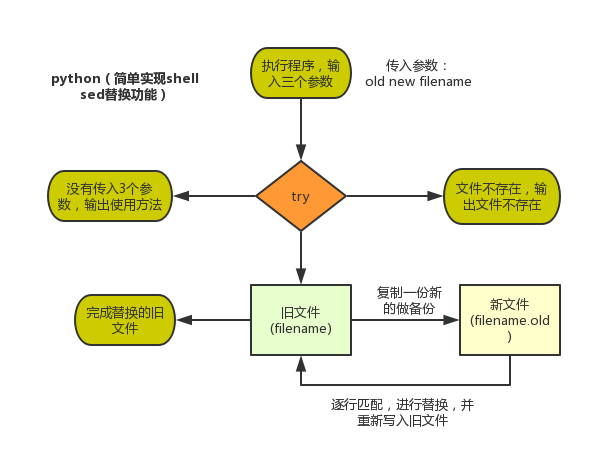 执行程序，输
入三个参数
传入参数：
old new filename
python（简单实现shell
sed替换功能）
没有传入3个参
数，输出使用方法
try
文件不存在，输
出文件不存在
完成替换的旧
文件
旧文件
(filename)
复制一份新
的做备份
新文件
(filename.old
)
逐行匹配，进行替换，并
重新写入旧文件